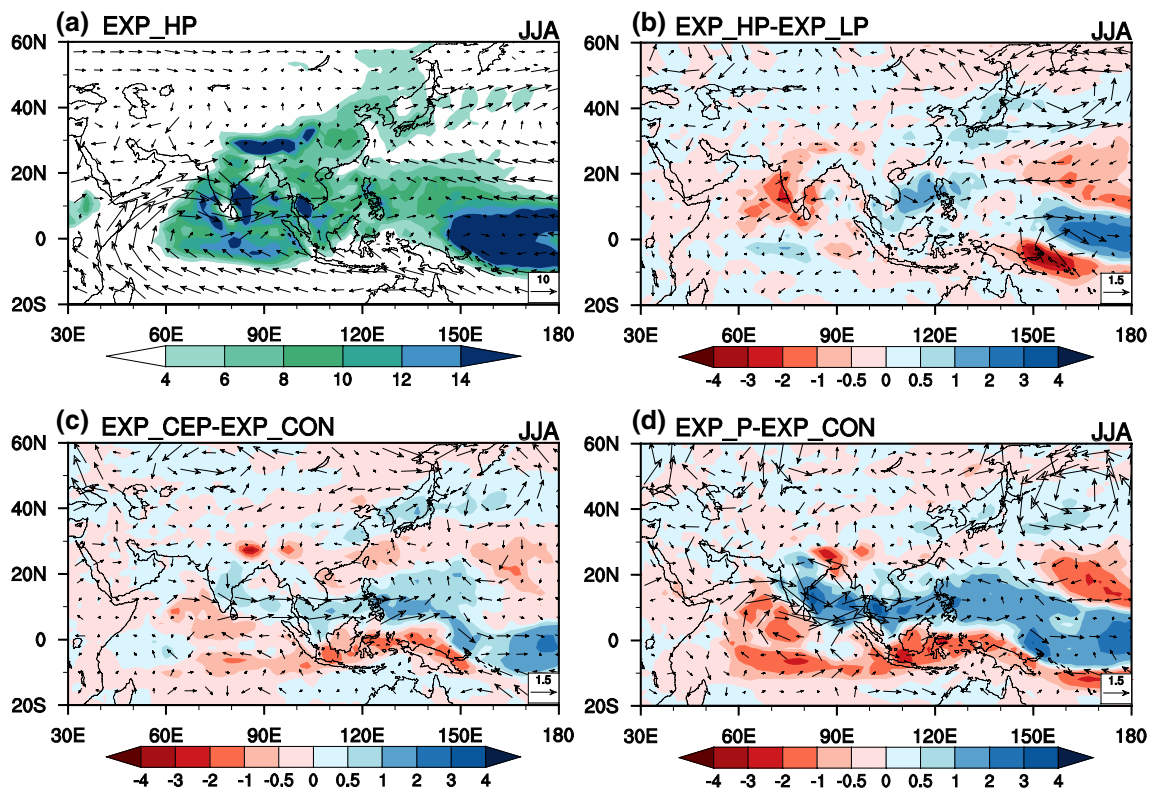 (a) EXP_HP JJA
60N
40N
20N
0
20S
10
30E 60E 90E 120E 150E 180
4 6 8 10 12 14
(b) EXP_HP-EXP_LP JJA
60N
40N
20N
0
20S
1.5
30E 60E 90E 120E 150E 180
-4 -3 -2 -1 -0.5 0 0.5 1 2 3 4
(c) EXP_CEP-EXP_CON JJA
60N
40N
20N
0
20S
1.5
30E 60E 90E 120E 150E 180
-4 -3 -2 -1 -0.5 0 0.5 1 2 3 4
(d) EXP_P-EXP_CON JJA
60N
40N
20N
0
20S
1.5
30E 60E 90E 120E 150E 180
-4 -3 -2 -1 -0.5 0 0.5 1 2 3 4